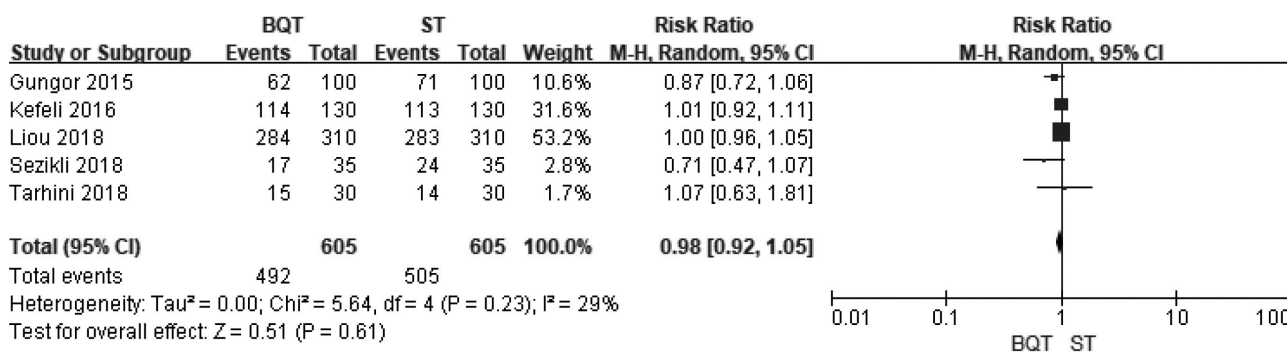 BQT ST Risk Ratio Risk Ratio
Study or Subgroup Events Total Events Total Weight M-H, Random, 95% CI M-H, Random, 95% CI
Gungor 2015 62 100 71 100 10.6% 0.87 [0.72, 1.06]
Kefeli 2016 114 130 113 130 31.6% 1.01 [0.92, 1.11]
Liou 2018 284 310 283 310 53.2% 1.00 [0.96, 1.05]
Sezikli 2018 17 35 24 35 2.8% 0.71 [0.47, 1.07]
Tarhini 2018 15 30 14 30 1.7% 1.07 [0.63, 1.81]
Total (95% CI) 605 605 100.0% 0.98 [0.92, 1.05]
Total events 492 505
Heterogeneity: Tau² = 0.00; Chi² = 5.64, df = 4 (P = 0.23); I² = 29%
Test for overall effect: Z = 0.51 (P = 0.61)
0.01 0.1 1 10 100
BQT ST